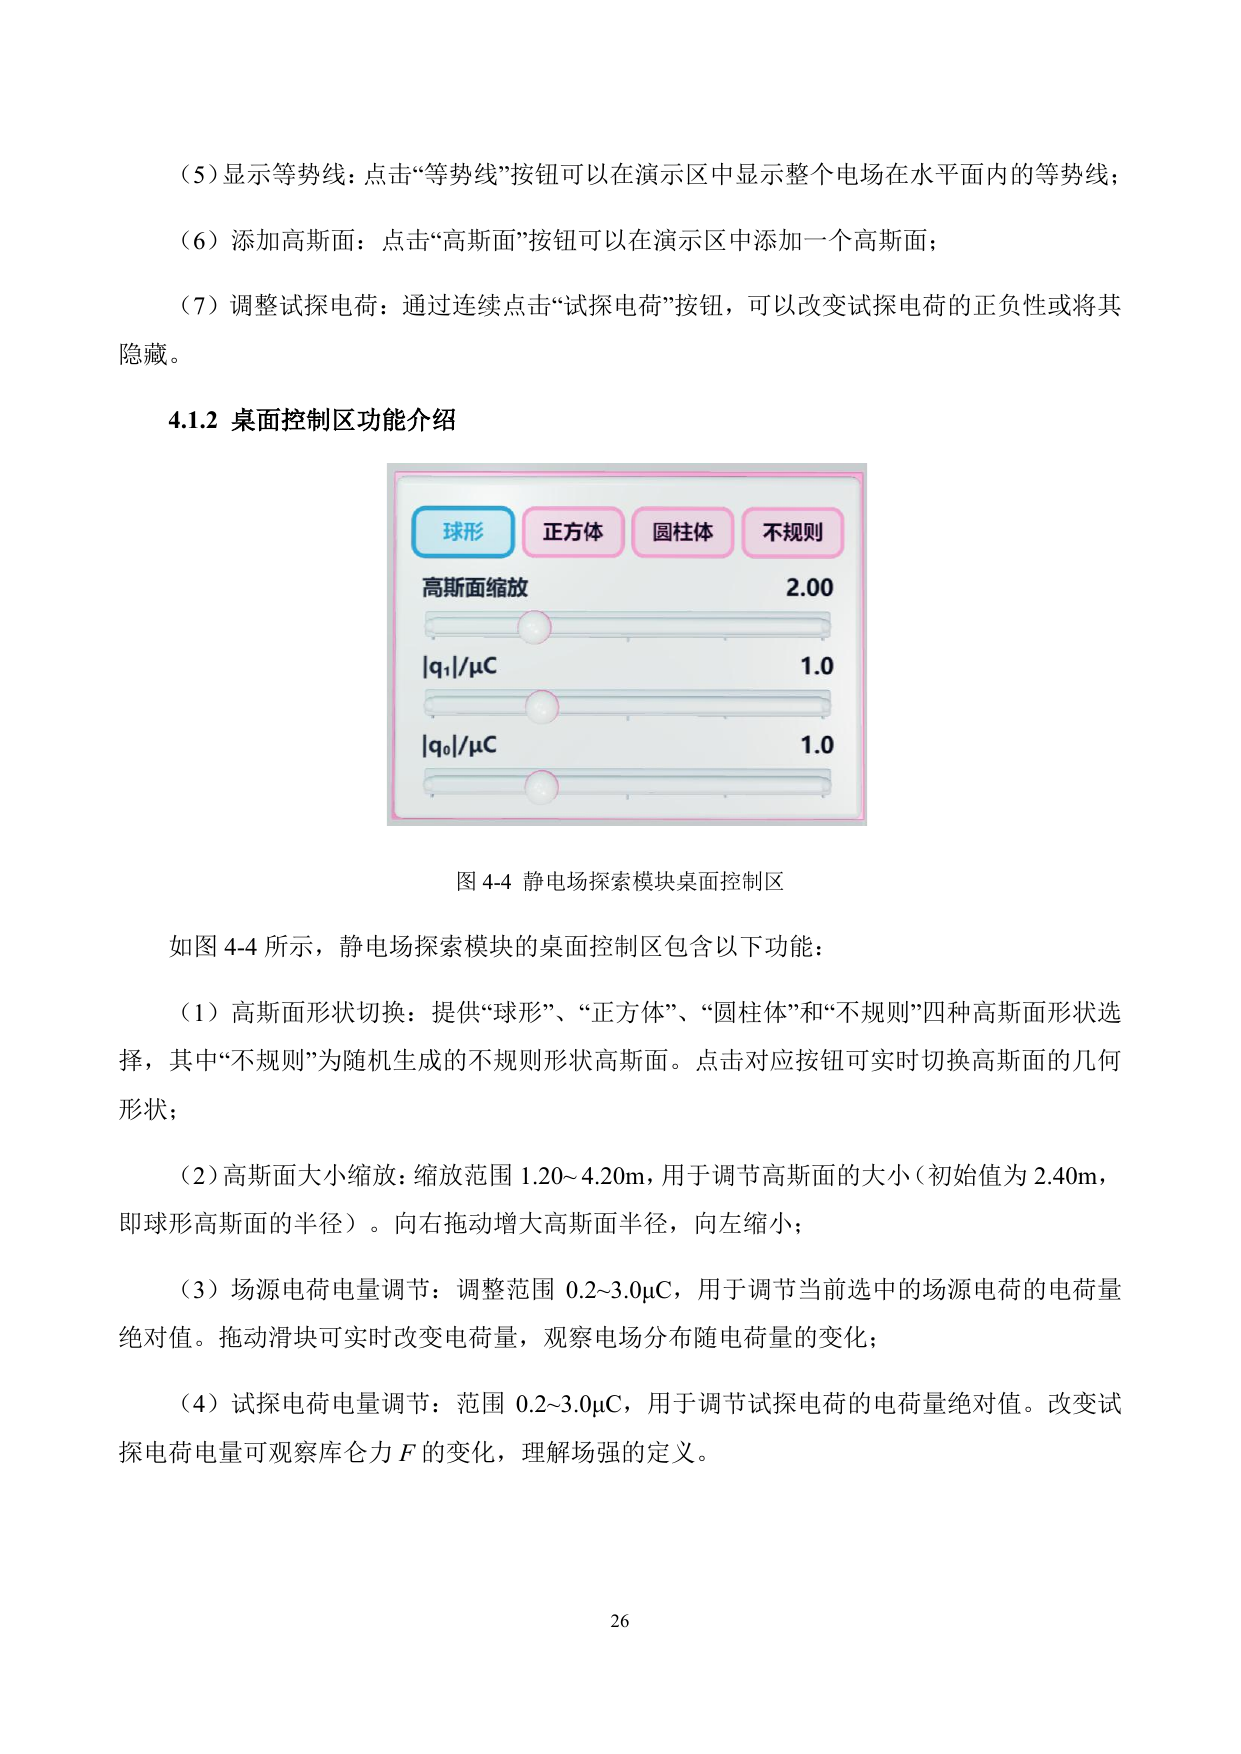 （5）显示等势线：点击“等势线”按钮可以在演示区中显示整个电场在水平面内的等势线；
（6）添加高斯面：点击“高斯面”按钮可以在演示区中添加一个高斯面；
（7）调整试探电荷：通过连续点击“试探电荷”按钮，可以改变试探电荷的正负性或将其
隐藏。
4.1.2 桌面控制区功能介绍
球形 正方体 圆柱体 不规则
高斯面缩放 2.00
|q₁|/μC 1.0
|q₀|/μC 1.0
图 4-4 静电场探索模块桌面控制区
如图 4-4 所示，静电场探索模块的桌面控制区包含以下功能：
（1）高斯面形状切换：提供“球形”、“正方体”、“圆柱体”和“不规则”四种高斯面形状选
择，其中“不规则”为随机生成的不规则形状高斯面。点击对应按钮可实时切换高斯面的几何
形状；
（2）高斯面大小缩放：缩放范围 1.20~ 4.20m，用于调节高斯面的大小（初始值为 2.40m，
即球形高斯面的半径）。向右拖动增大高斯面半径，向左缩小；
（3）场源电荷电量调节：调整范围 0.2~3.0μC，用于调节当前选中的场源电荷的电荷量
绝对值。拖动滑块可实时改变电荷量，观察电场分布随电荷量的变化；
（4）试探电荷电量调节：范围 0.2~3.0μC，用于调节试探电荷的电荷量绝对值。改变试
探电荷电量可观察库仑力 F 的变化，理解场强的定义。
26